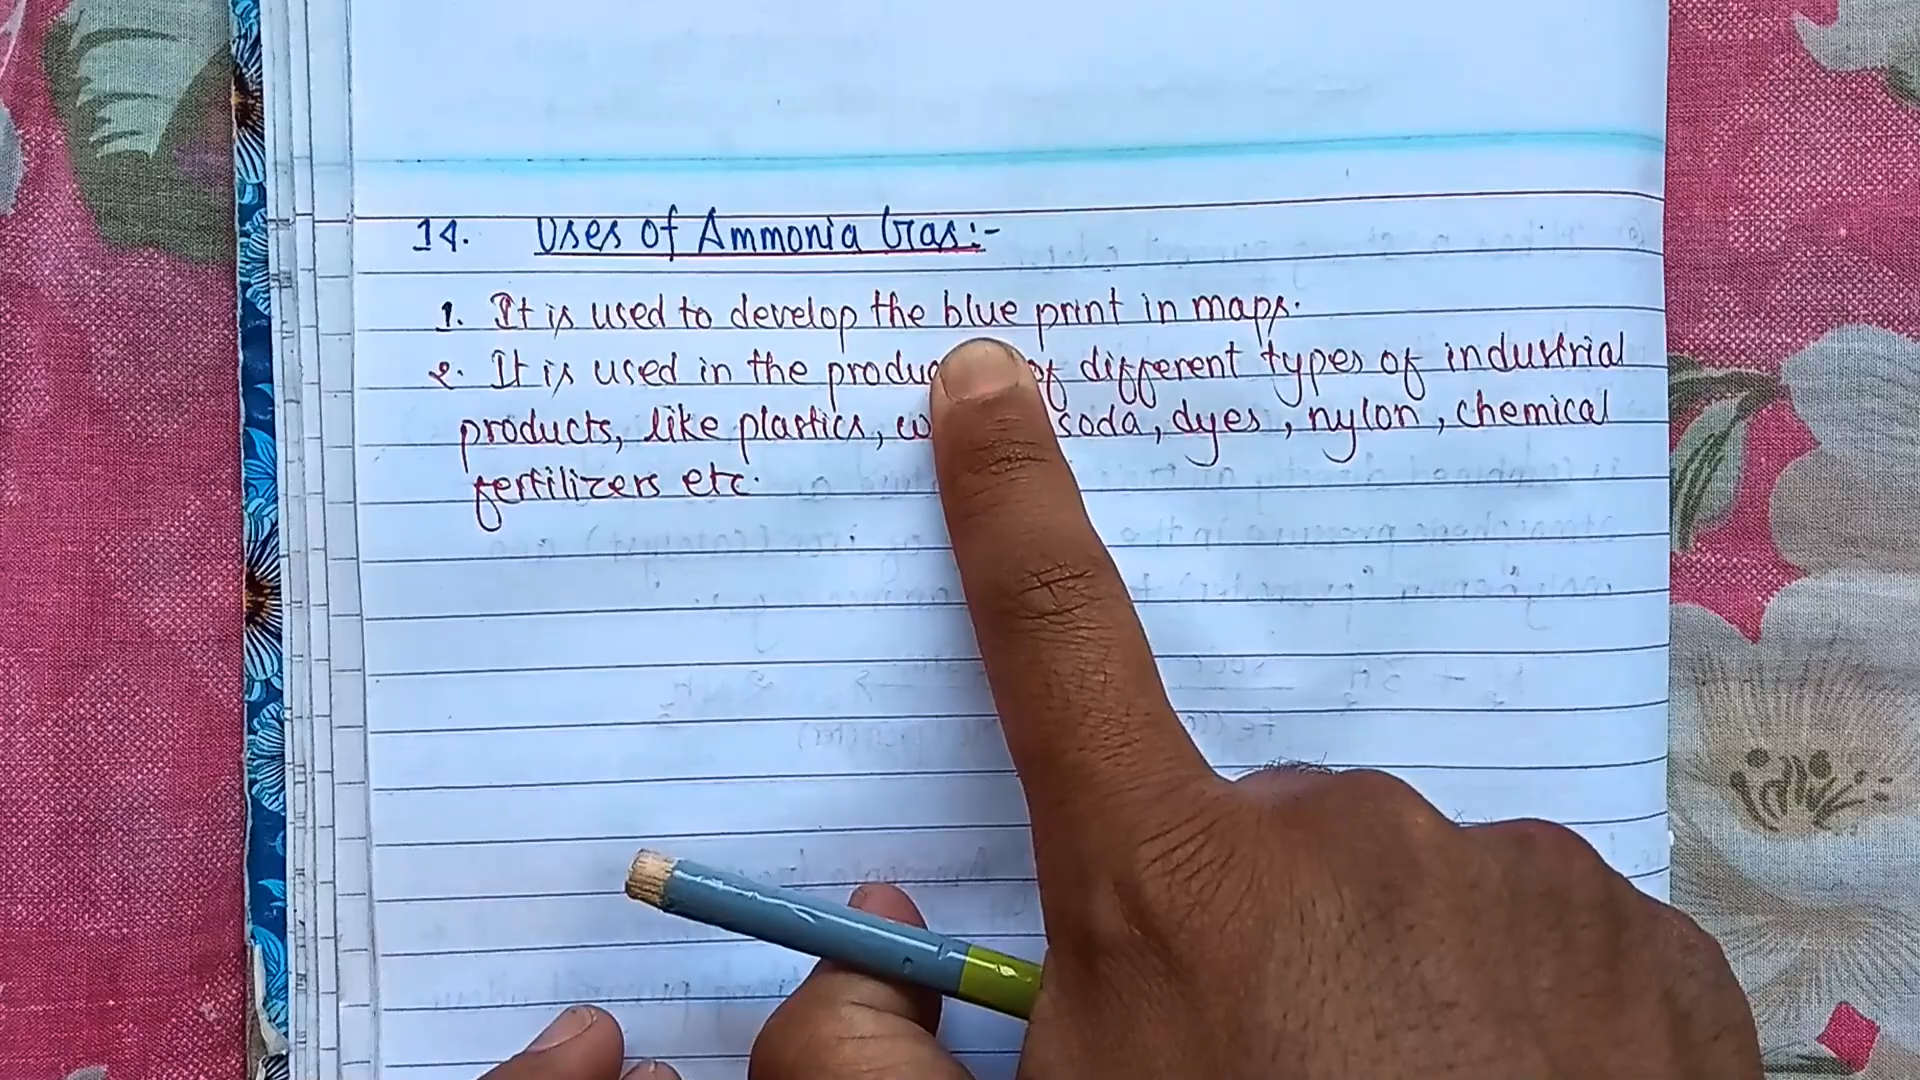 14. Uses of Ammonia Gas:-
1. It is used to develop the blue print in maps.
2. It is used in the of different types of industrial
products, like plastics, soda, dyes, nylon, chemical
fertilizers etc.